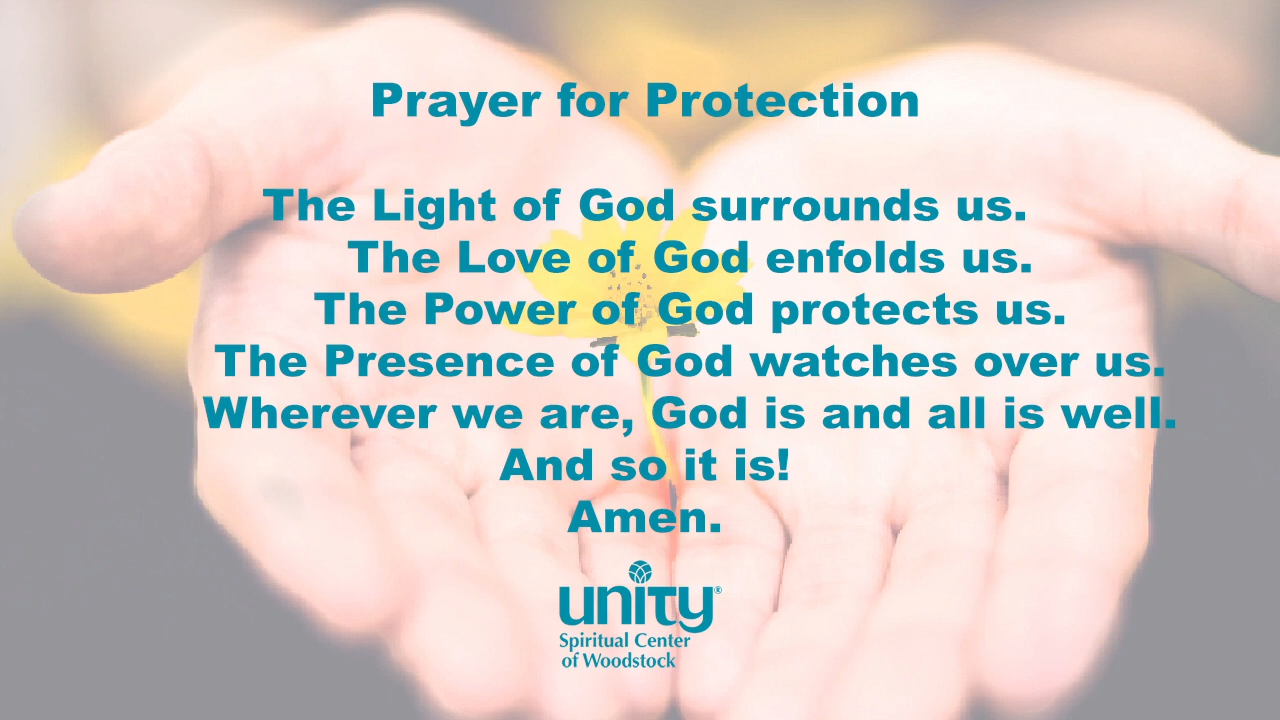 Prayer for Protection
The Light of God surrounds us.
The Love of God enfolds us.
The Power of God protects us.
The Presence of God watches over us.
Wherever we are, God is and all is well.
And so it is!
Amen.
unity®
Spiritual Center
of Woodstock